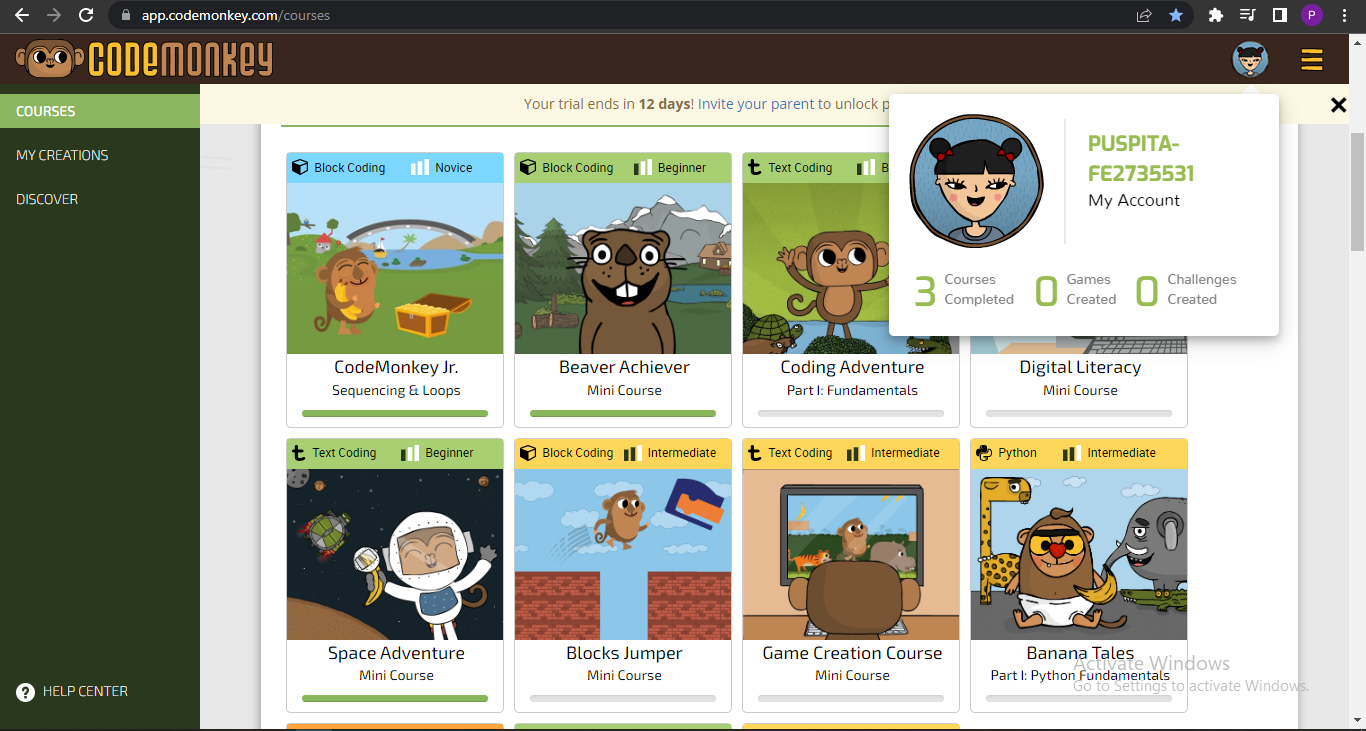 app.codemonkey.com/courses
P
CODEMONKEY
COURSES
MY CREATIONS
DISCOVER
HELP CENTER
Your trial ends in 12 days! Invite your parent to unlock
PUSPITA-
FE2735531
My Account
3 Courses Completed
0 Games Created
0 Challenges Created
Block Coding Novice
CodeMonkey Jr.
Sequencing & Loops
Block Coding Beginner
Beaver Achiever
Mini Course
Text Coding B
Coding Adventure
Part I: Fundamentals
Digital Literacy
Mini Course
Text Coding Beginner
Space Adventure
Mini Course
Block Coding Intermediate
Blocks Jumper
Mini Course
Text Coding Intermediate
Game Creation Course
Mini Course
Python Intermediate
Banana Tales
Part I: Python Fundamentals
Activate Windows
Go to Settings to activate Windows.